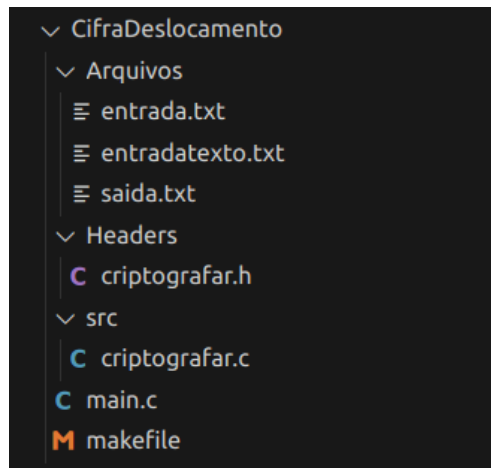 CifraDeslocamento
Arquivos
entrada.txt
entradatexto.txt
saida.txt
Headers
C criptografar.h
src
C criptografar.c
C main.c
M makefile